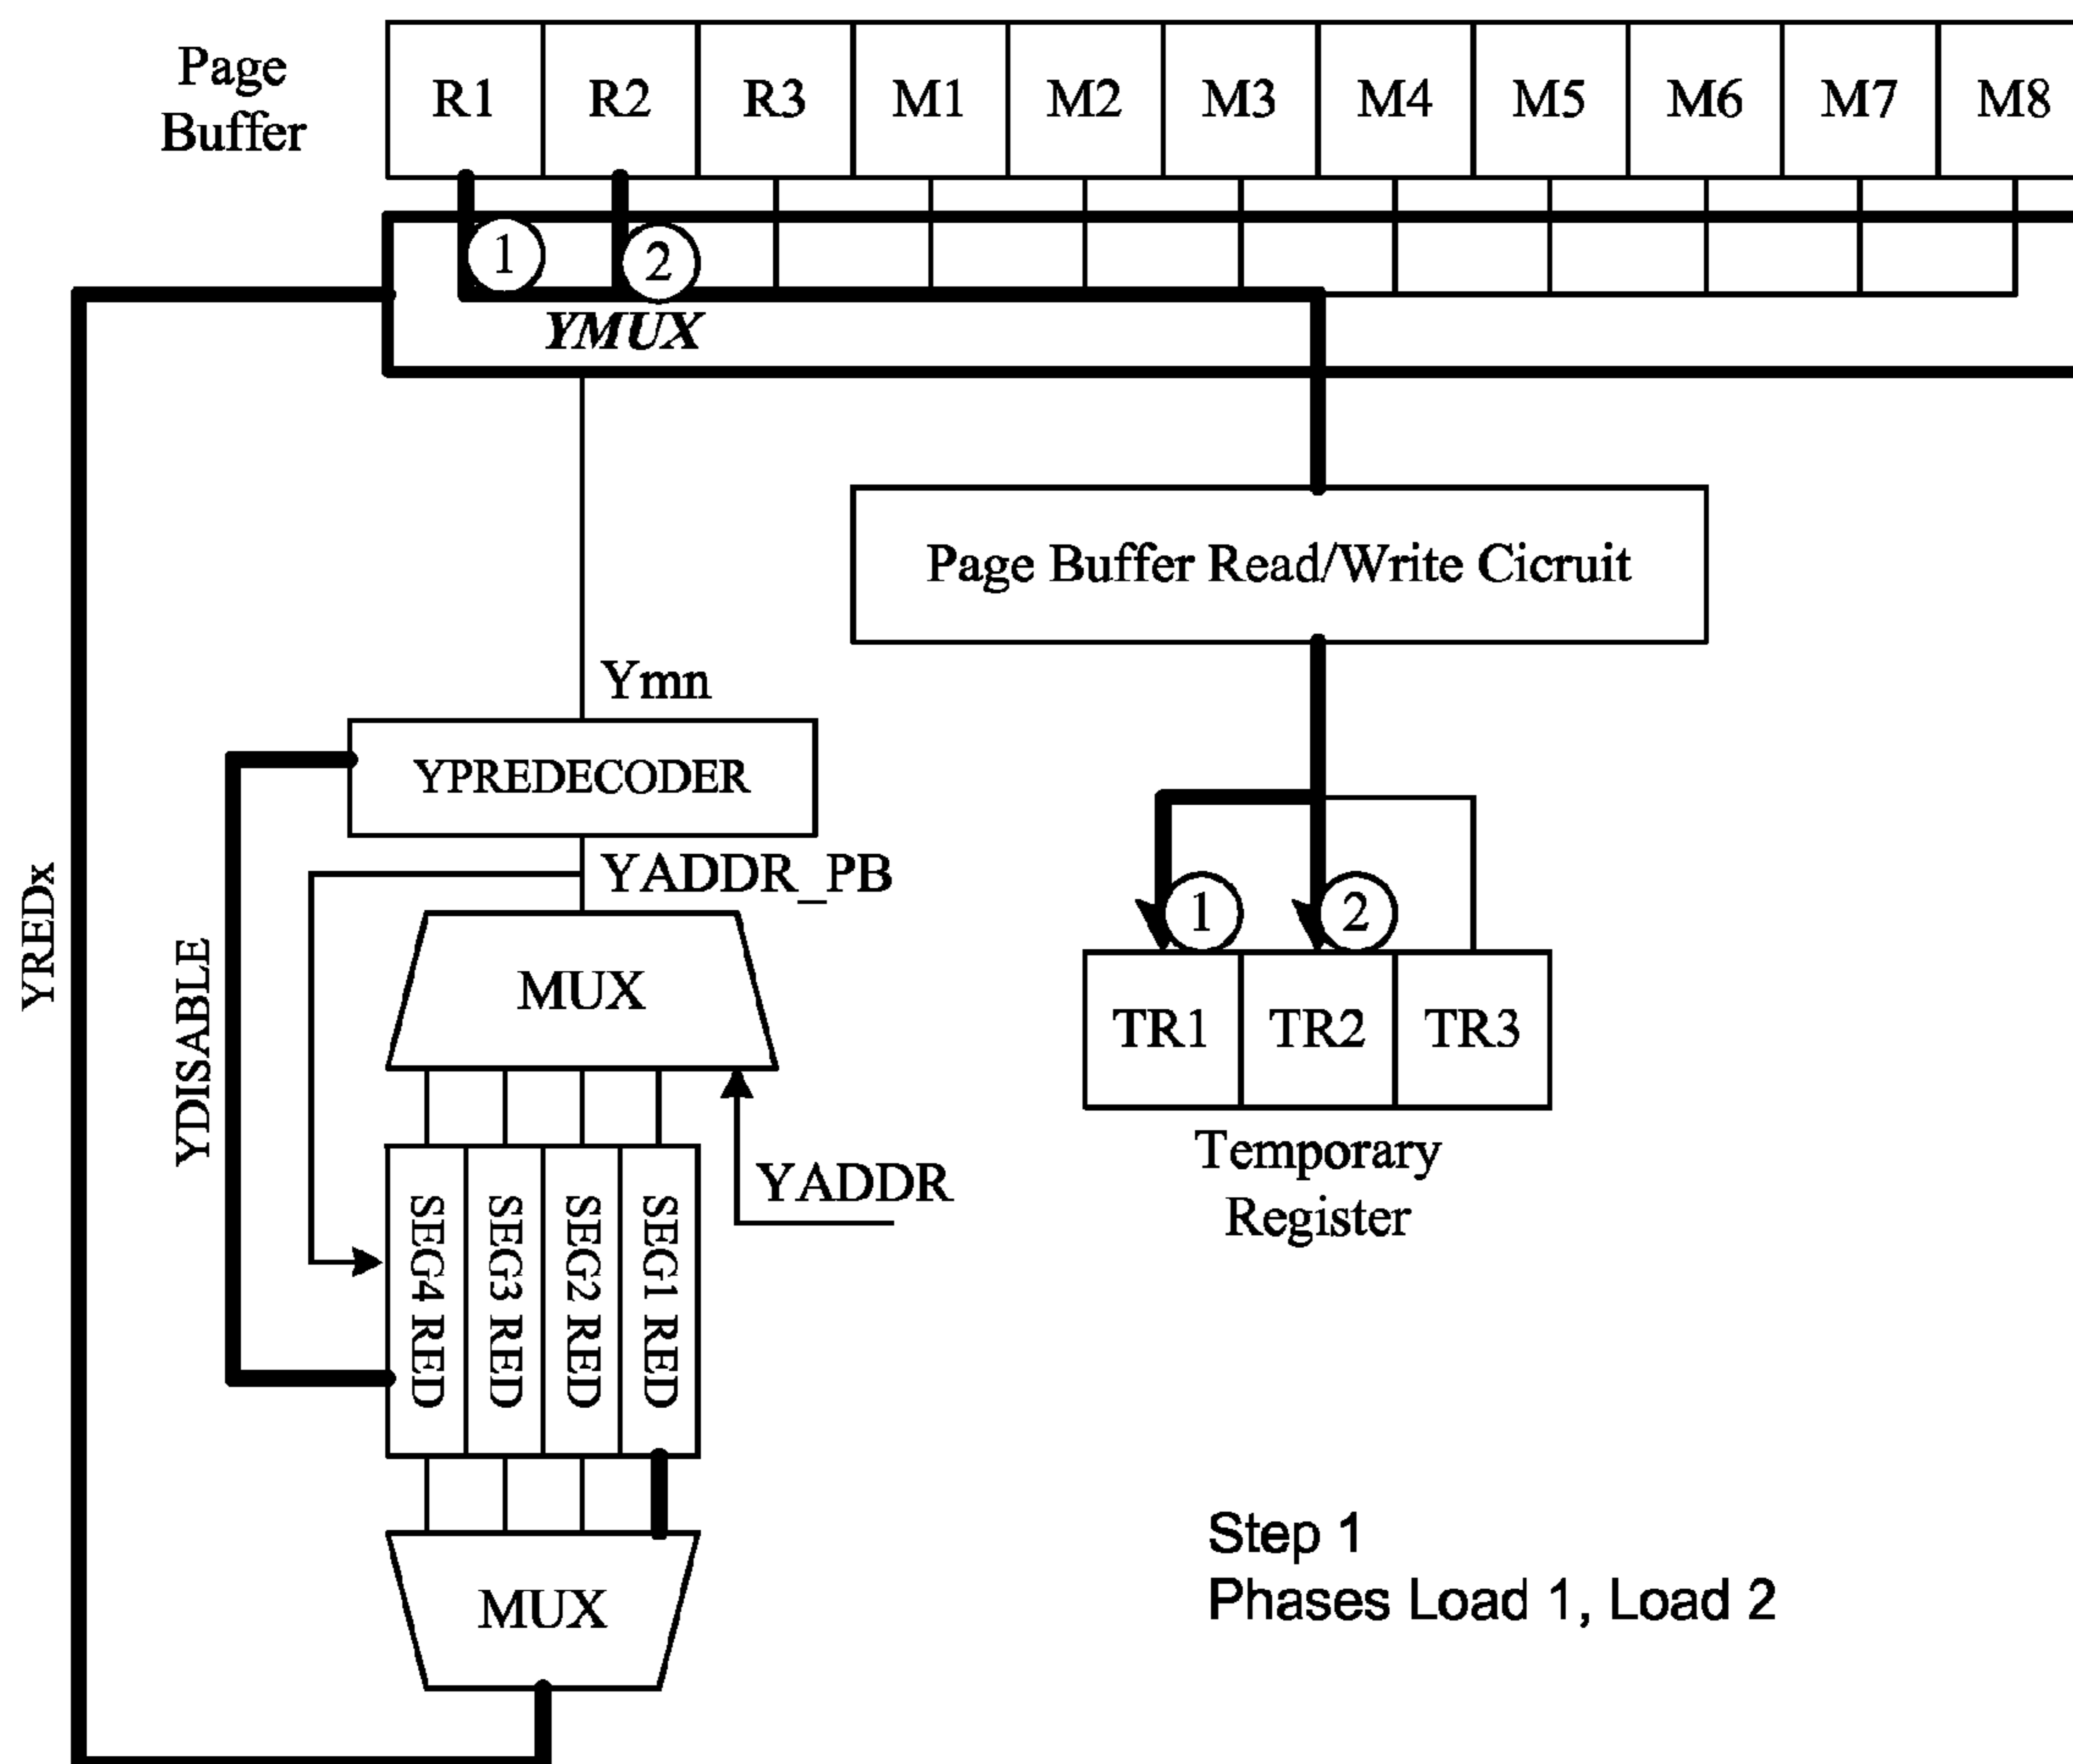 Page
Buffer
R1 R2 R3 M1 M2 M3 M4 M5 M6 M7 M8
1 2
YMUX
Page Buffer Read/Write Cicruit
Ymn
YPREDECODER
YADDR_PB
YREDx
YDISABLE
1 2
MUX
TR1 TR2 TR3
Temporary
Register
YADDR
SEG4 RED
SEG3 RED
SEG2 RED
SEG1 RED
MUX
Step 1
Phases Load 1, Load 2